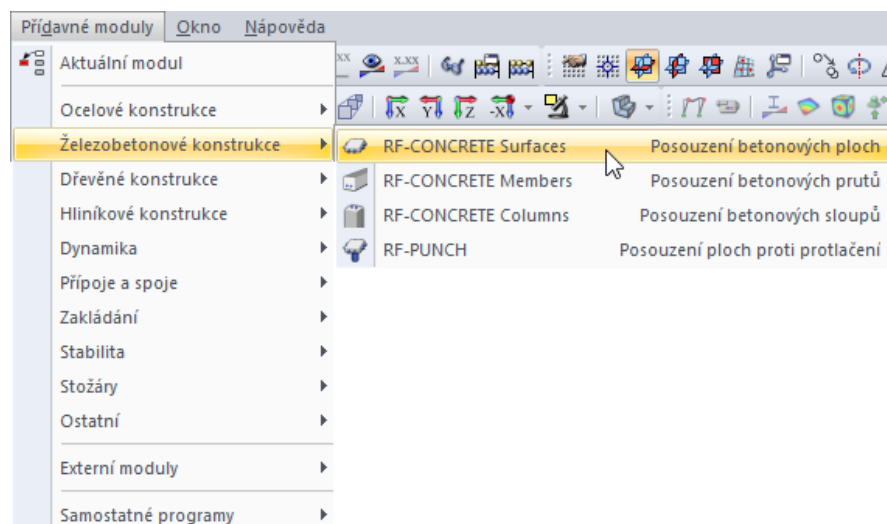 Přídavné moduly Okno Nápověda
Aktuální modul
Ocelové konstrukce
Železobetonové konstrukce
RF-CONCRETE Surfaces Posouzení betonových ploch
Dřevěné konstrukce
RF-CONCRETE Members Posouzení betonových prutů
Hliníkové konstrukce
RF-CONCRETE Columns Posouzení betonových sloupů
Dynamika
RF-PUNCH Posouzení ploch proti protlačení
Přípoje a spoje
Zakládání
Stabilita
Stožáry
Ostatní
Externí moduly
Samostatné programy
xx x.xx
X Y Z -X